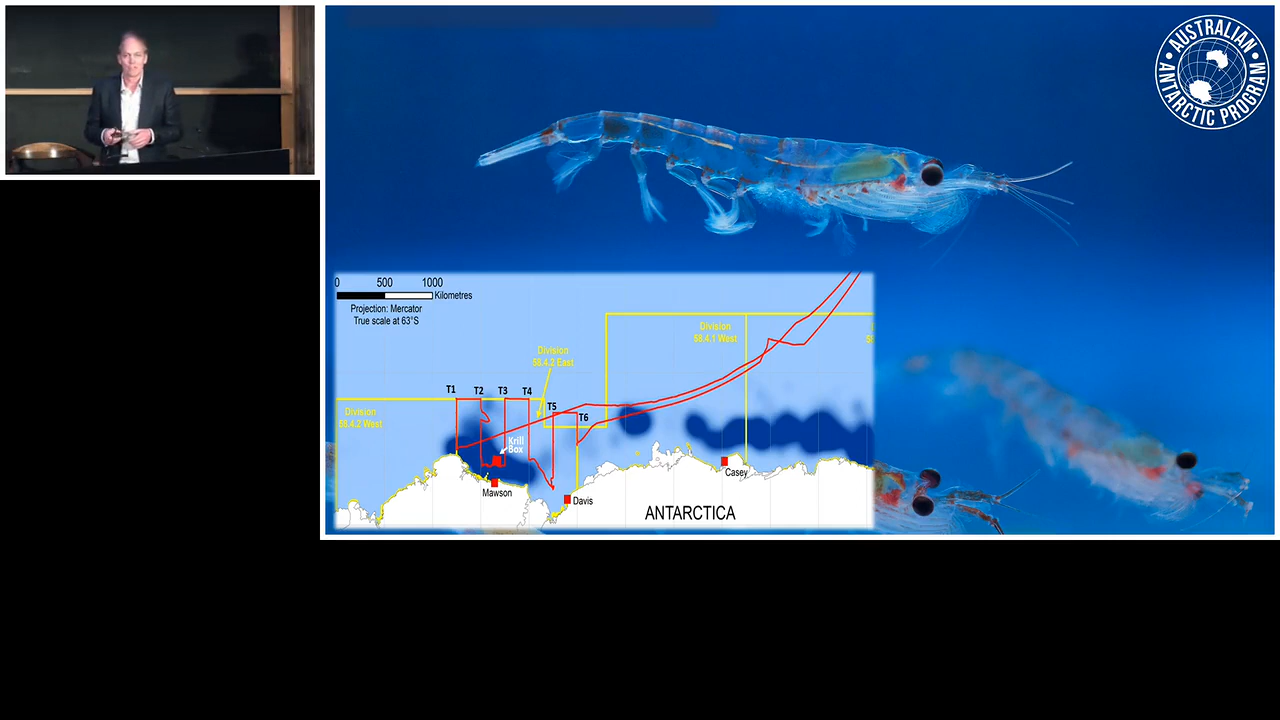 AUSTRALIAN
ANTARCTIC PROGRAM
0 500 1000
Kilometres
Projection: Mercator
True scale at 63°S
Division
58.4.1 West
Division
58.4.2 East
T1 T2 T3 T4
T5
T6
Division
58.4.2 West
Krill
Box
Mawson
Davis
Casey
ANTARCTICA